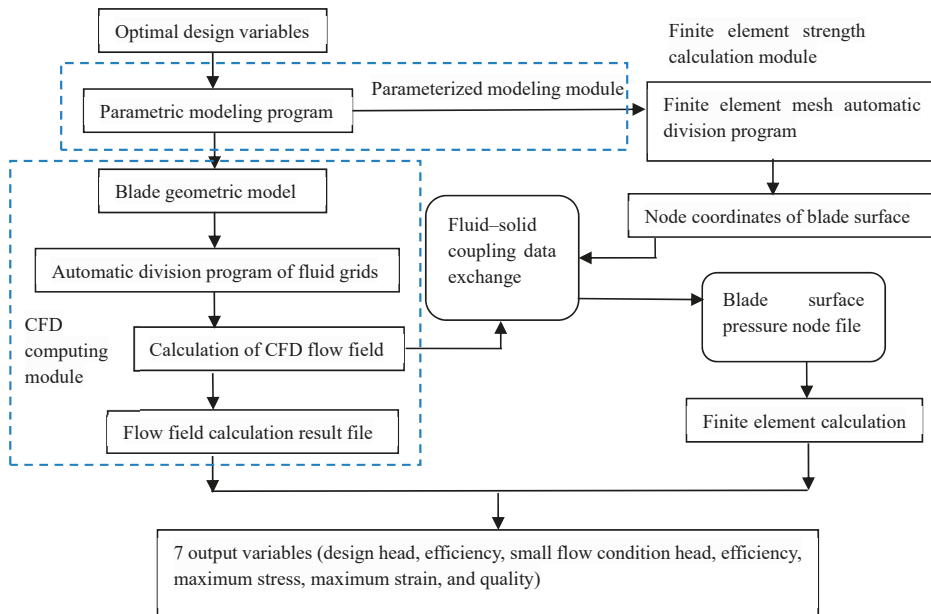 Optimal design variables
Finite element strength
calculation module
Parameterized modeling module
Parametric modeling program
Finite element mesh automatic
division program
Blade geometric model
Node coordinates of blade surface
Fluid–solid
coupling data
exchange
Automatic division program of fluid grids
Blade surface
pressure node file
CFD
computing
module
Calculation of CFD flow field
Flow field calculation result file
Finite element calculation
7 output variables (design head, efficiency, small flow condition head, efficiency,
maximum stress, maximum strain, and quality)